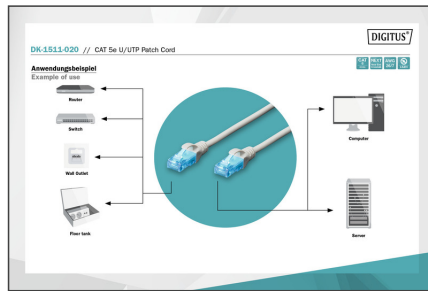 DIGITUS®
DK-1511-020 // CAT 5e U/UTP Patch Cord
Anwendungsbeispiel
Example of use
Router
Switch
Wall Outlet
Floor tank
Computer
Server